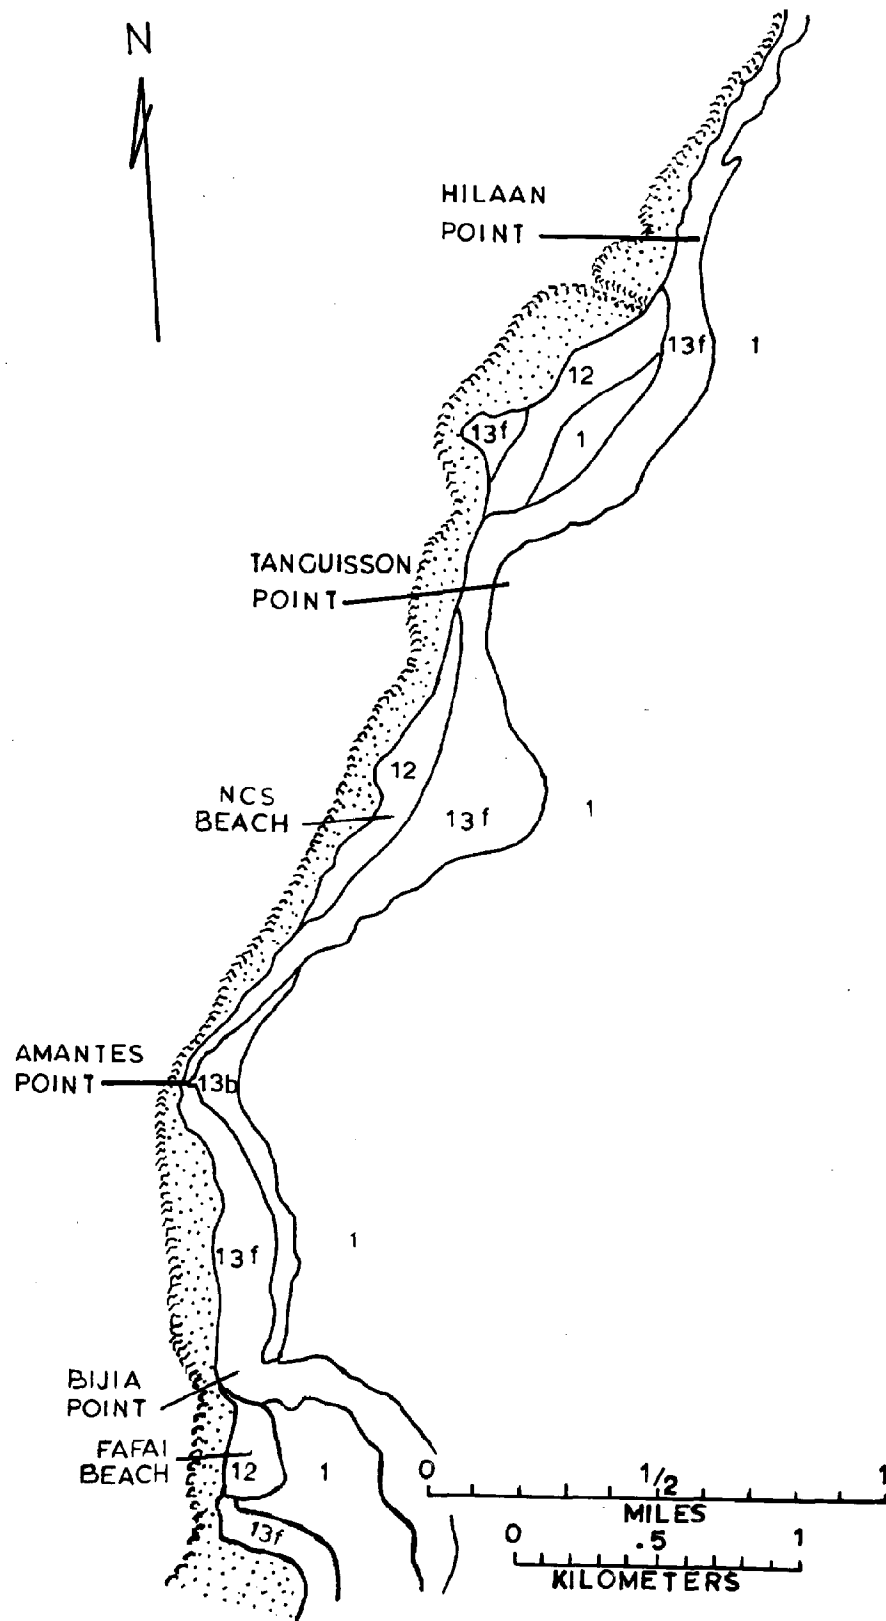 N
HILAAN
POINT
13f
1
12
13f
1
TANGUISSON
POINT
12
NCS
BEACH
13f
1
AMANTES
POINT
13b
13f
1
BIJIA
POINT
FAFAI
BEACH
12
1
0
1/2
1
MILES
13f
0
.5
1
KILOMETERS